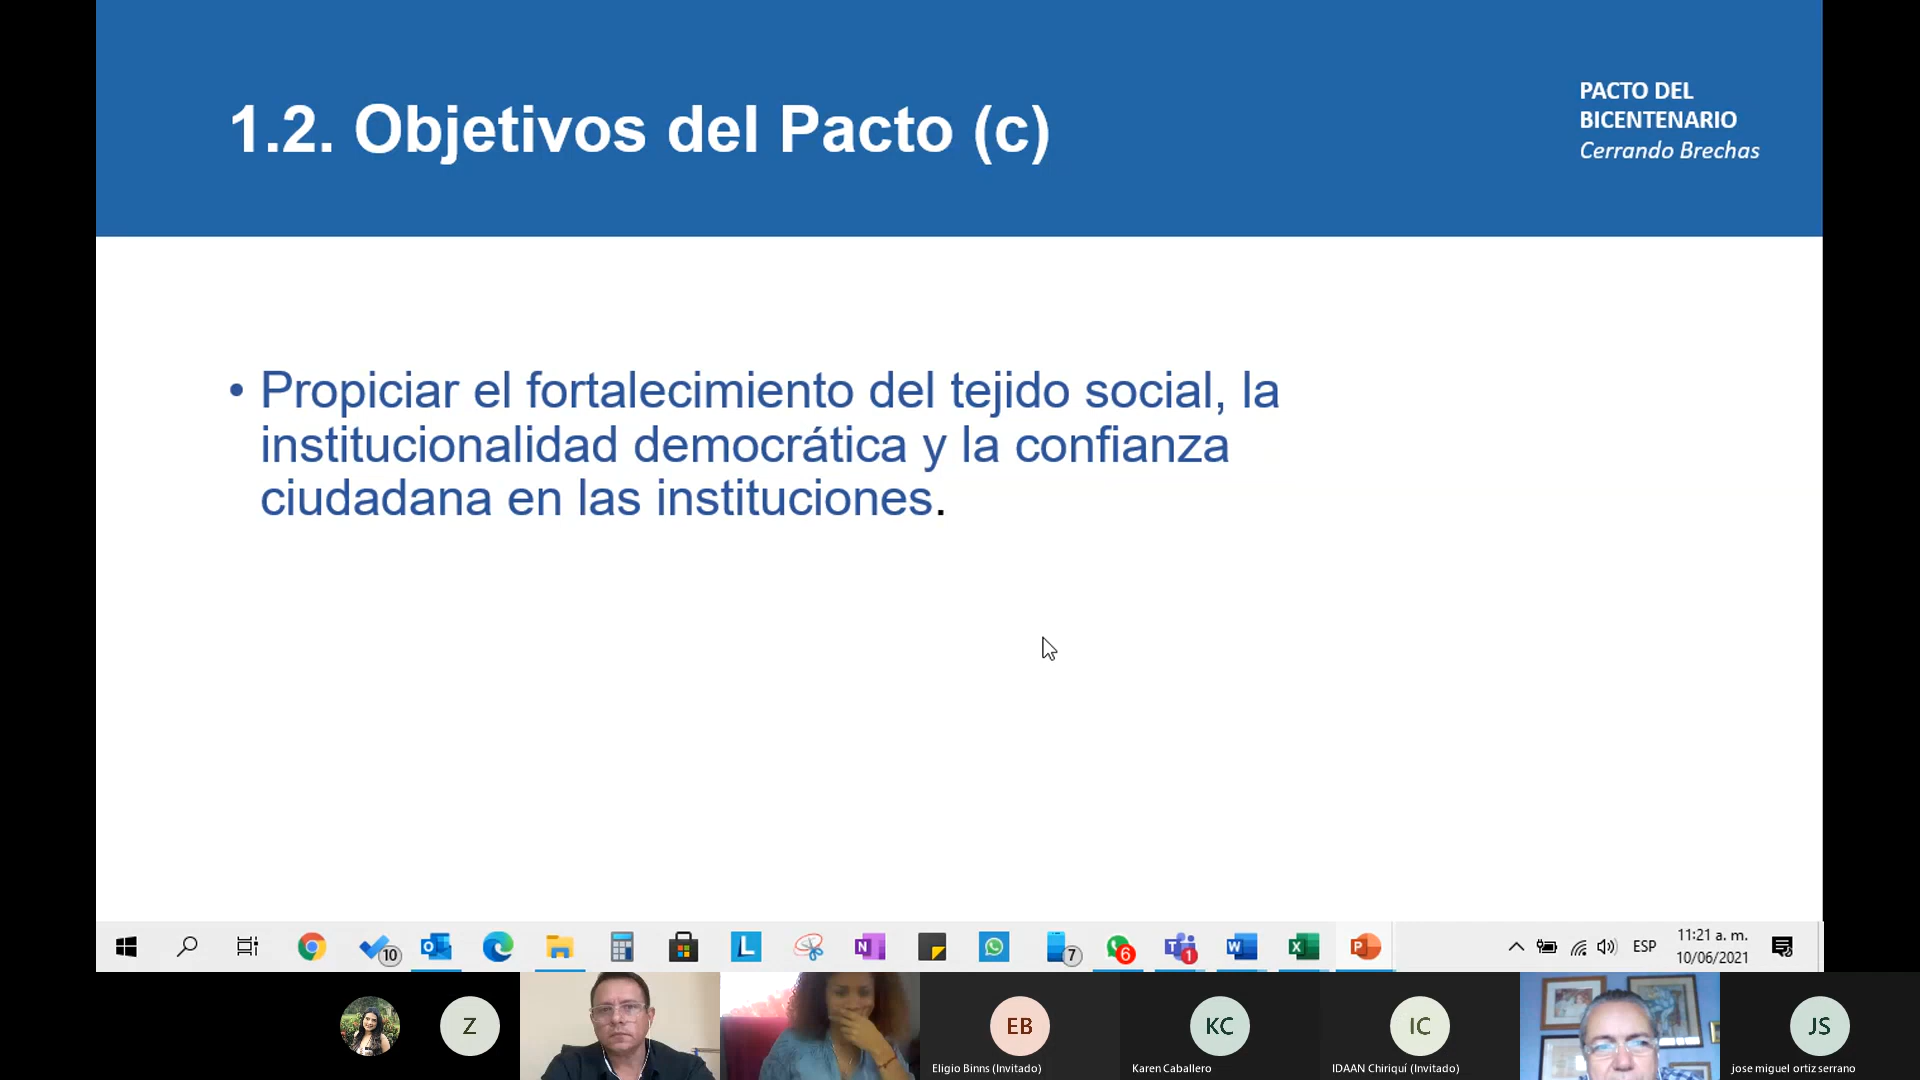 1.2. Objetivos del Pacto (c)
PACTO DEL
BICENTENARIO
Cerrando Brechas
• Propiciar el fortalecimiento del tejido social, la
institucionalidad democrática y la confianza
ciudadana en las instituciones.
10
L
N
7
6
T
1
W
X
P
ESP
11:21 a. m.
10/06/2021
Z
EB
Eligio Binns (Invitado)
KC
Karen Caballero
IC
IDAAN Chiriquí (Invitado)
JS
jose miguel ortiz serrano